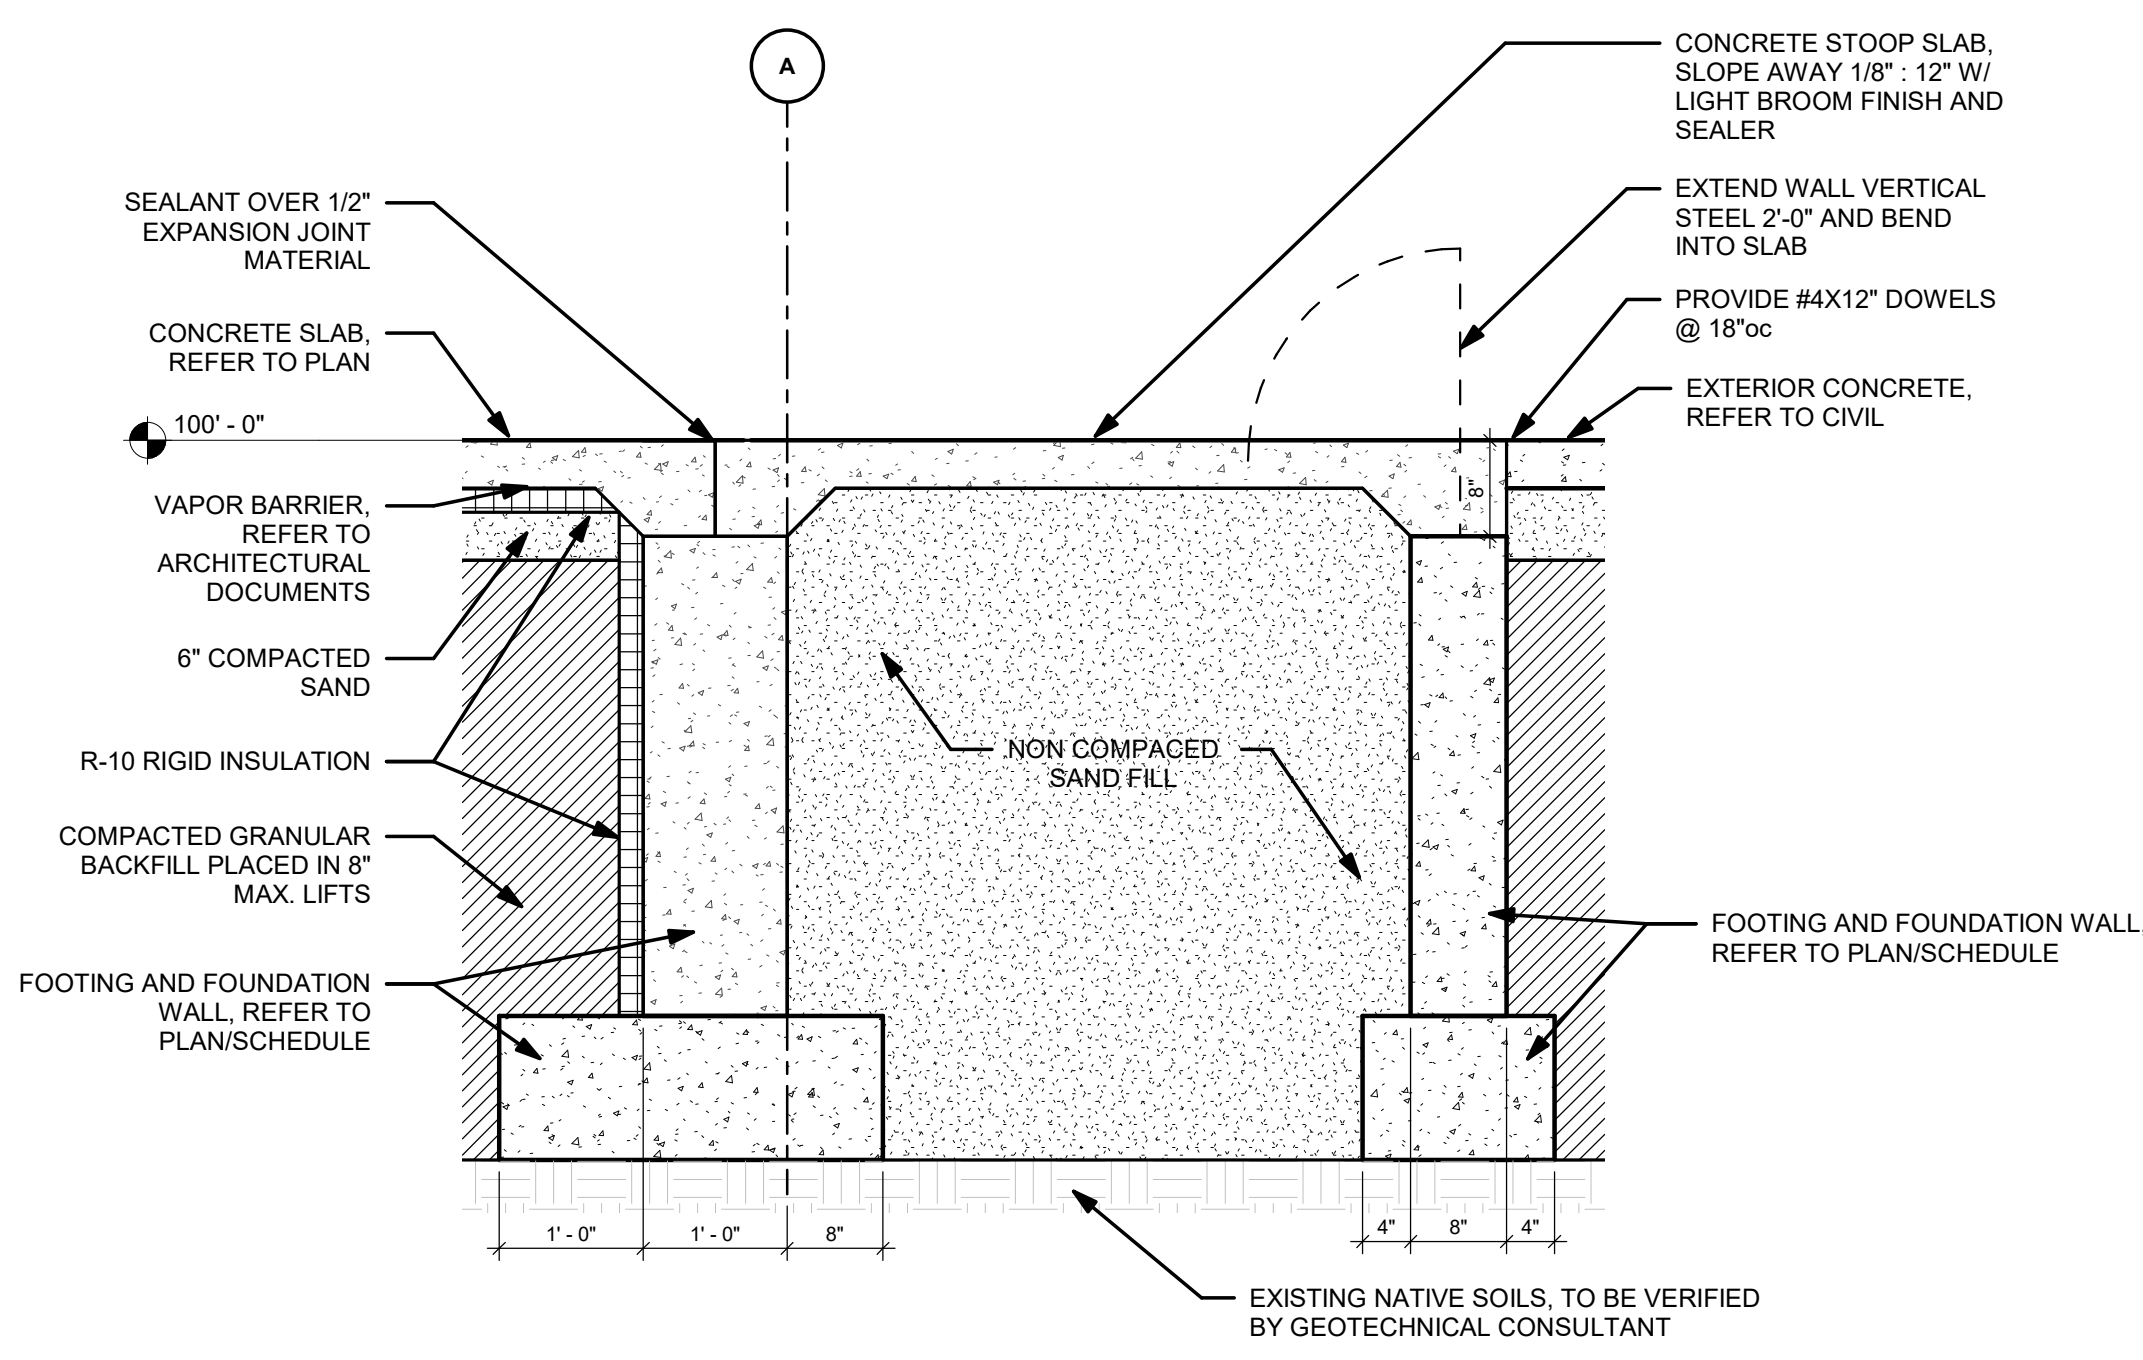 A
CONCRETE STOOP SLAB,
SLOPE AWAY 1/8" : 12" W/
LIGHT BROOM FINISH AND
SEALER
SEALANT OVER 1/2"
EXPANSION JOINT
MATERIAL
EXTEND WALL VERTICAL
STEEL 2'-0" AND BEND
INTO SLAB
PROVIDE #4X12" DOWELS
@ 18"oc
CONCRETE SLAB,
REFER TO PLAN
EXTERIOR CONCRETE,
REFER TO CIVIL
100' - 0"
8"
VAPOR BARRIER,
REFER TO
ARCHITECTURAL
DOCUMENTS
6" COMPACTED
SAND
R-10 RIGID INSULATION
NON COMPACED
SAND FILL
COMPACTED GRANULAR
BACKFILL PLACED IN 8"
MAX. LIFTS
FOOTING AND FOUNDATION WALL,
REFER TO PLAN/SCHEDULE
FOOTING AND FOUNDATION
WALL, REFER TO
PLAN/SCHEDULE
1' - 0"
1' - 0"
8"
4"
8"
4"
EXISTING NATIVE SOILS, TO BE VERIFIED
BY GEOTECHNICAL CONSULTANT